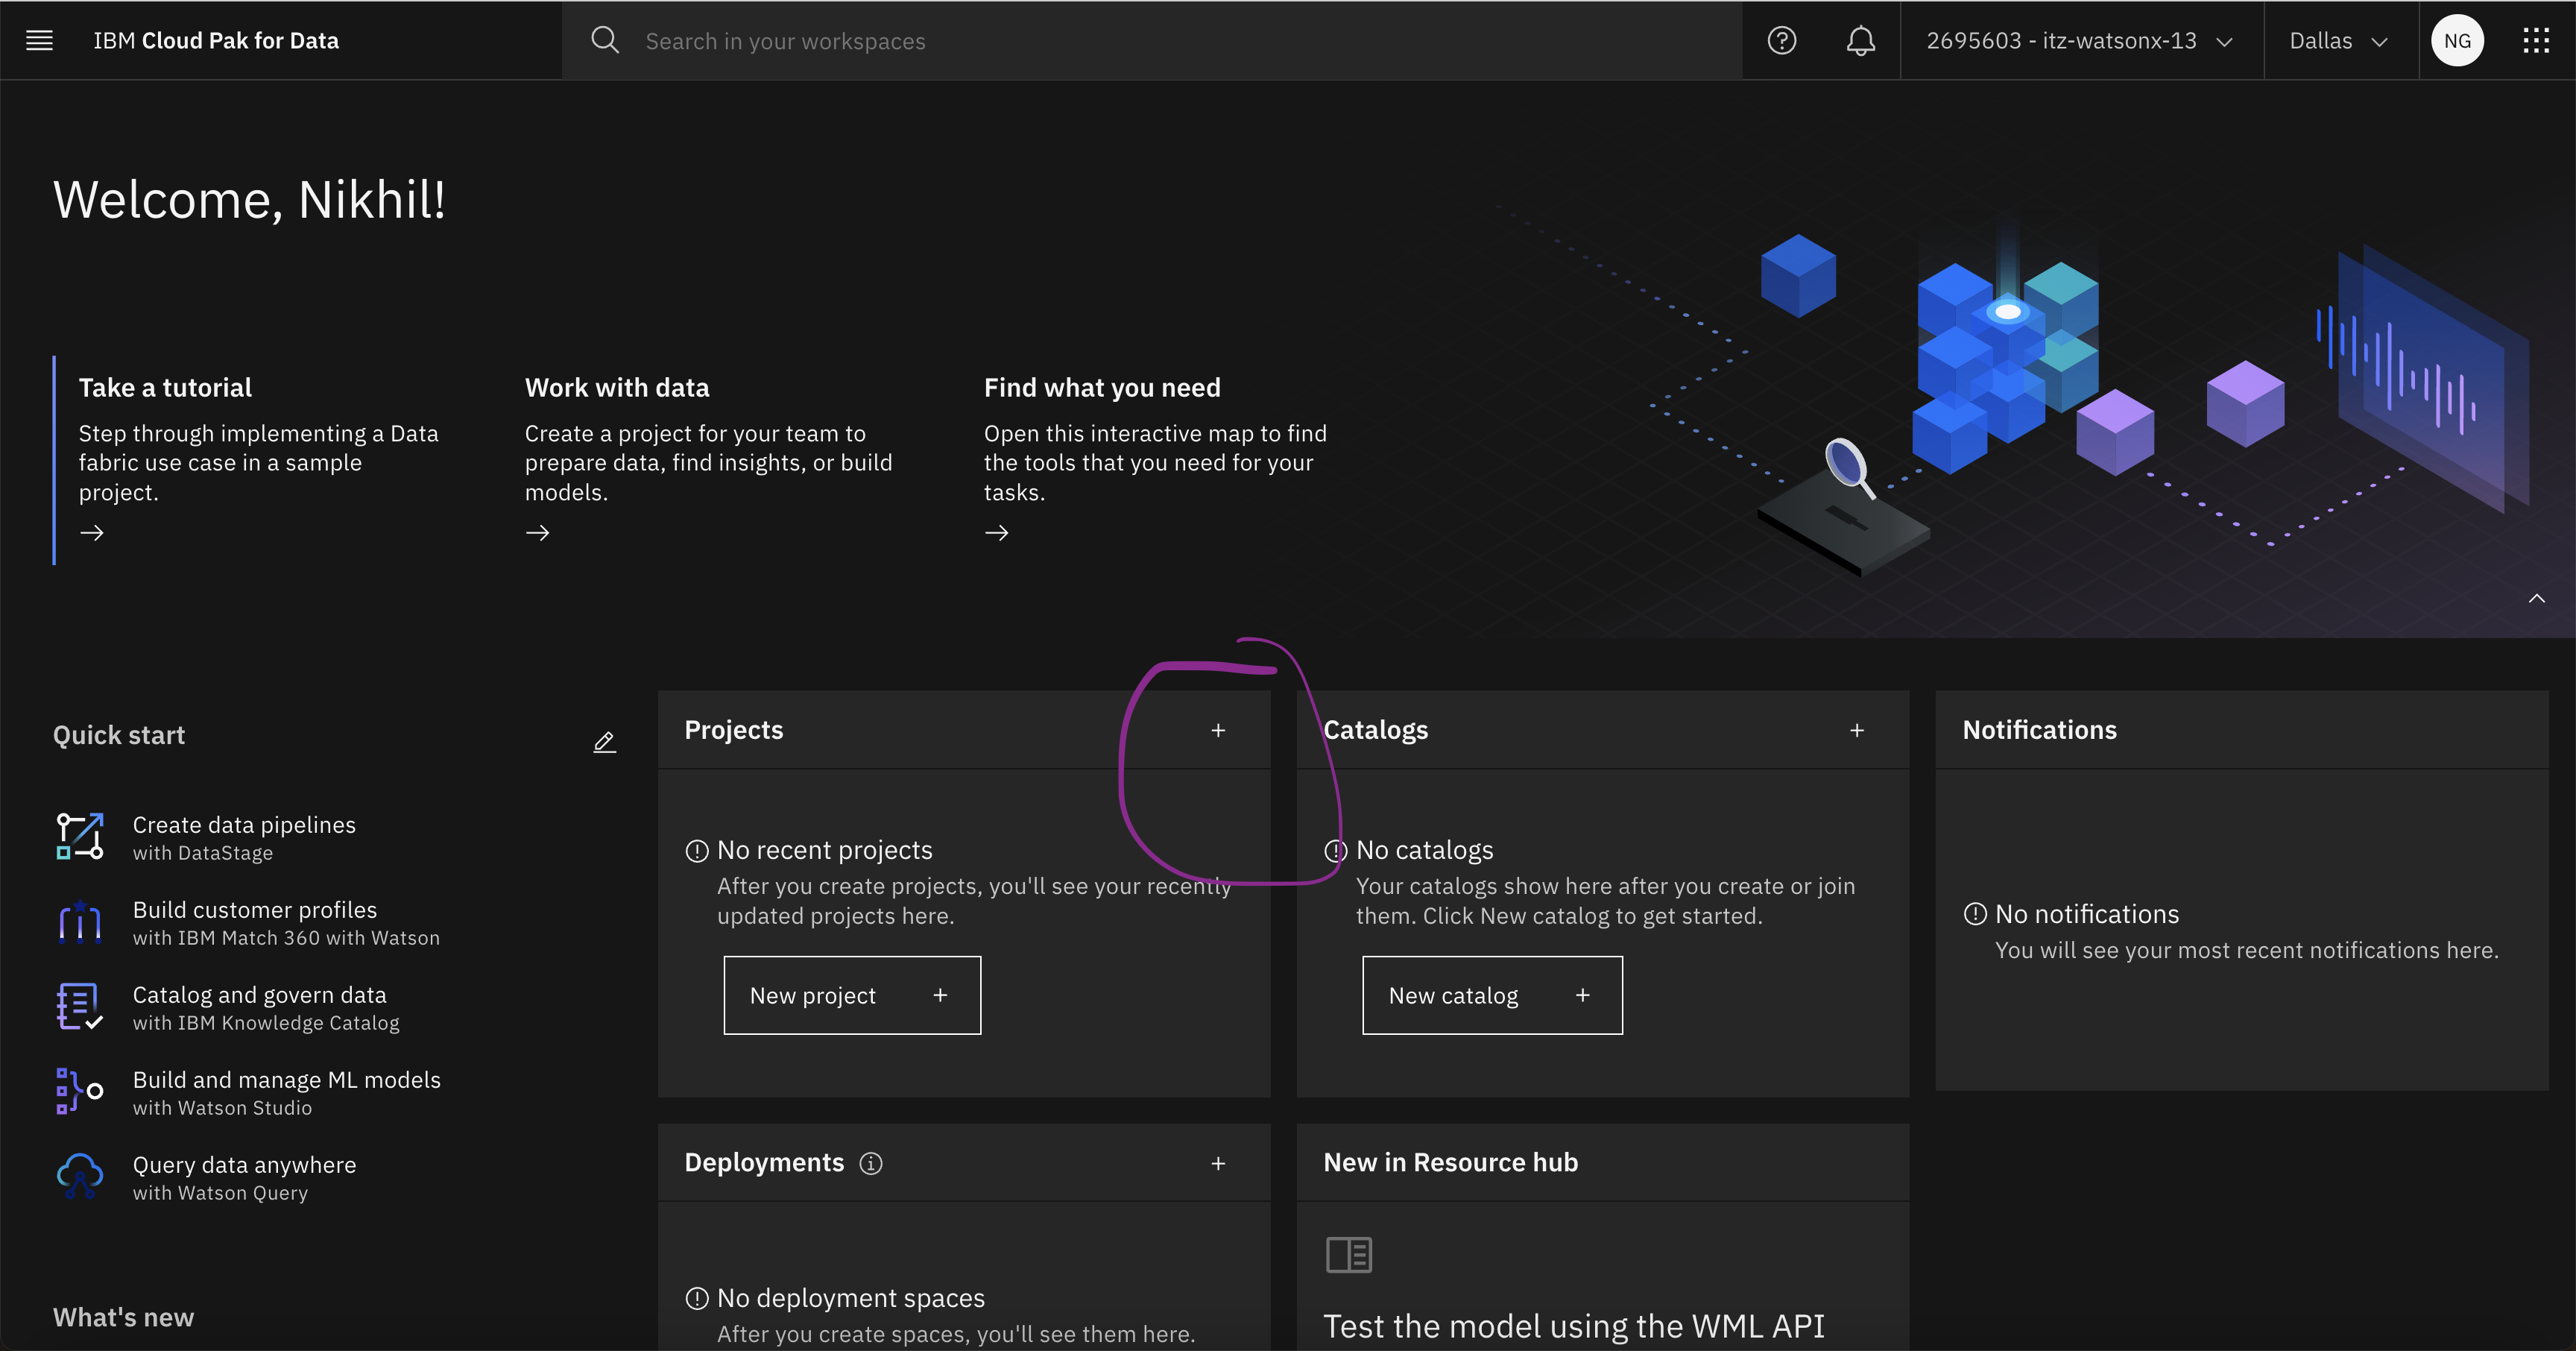 IBM Cloud Pak for Data
Search in your workspaces
2695603 - itz-watsonx-13
Dallas
NG
Welcome, Nikhil!
Take a tutorial
Step through implementing a Data
fabric use case in a sample
project.
Work with data
Create a project for your team to
prepare data, find insights, or build
models.
Find what you need
Open this interactive map to find
the tools that you need for your
tasks.
Quick start
Create data pipelines
with DataStage
Build customer profiles
with IBM Match 360 with Watson
Catalog and govern data
with IBM Knowledge Catalog
Build and manage ML models
with Watson Studio
Query data anywhere
with Watson Query
What's new
Projects
No recent projects
After you create projects, you'll see your recently
updated projects here.
New project +
Catalogs
No catalogs
Your catalogs show here after you create or join
them. Click New catalog to get started.
New catalog +
Notifications
No notifications
You will see your most recent notifications here.
Deployments
No deployment spaces
After you create spaces, you'll see them here.
New in Resource hub
Test the model using the WML API